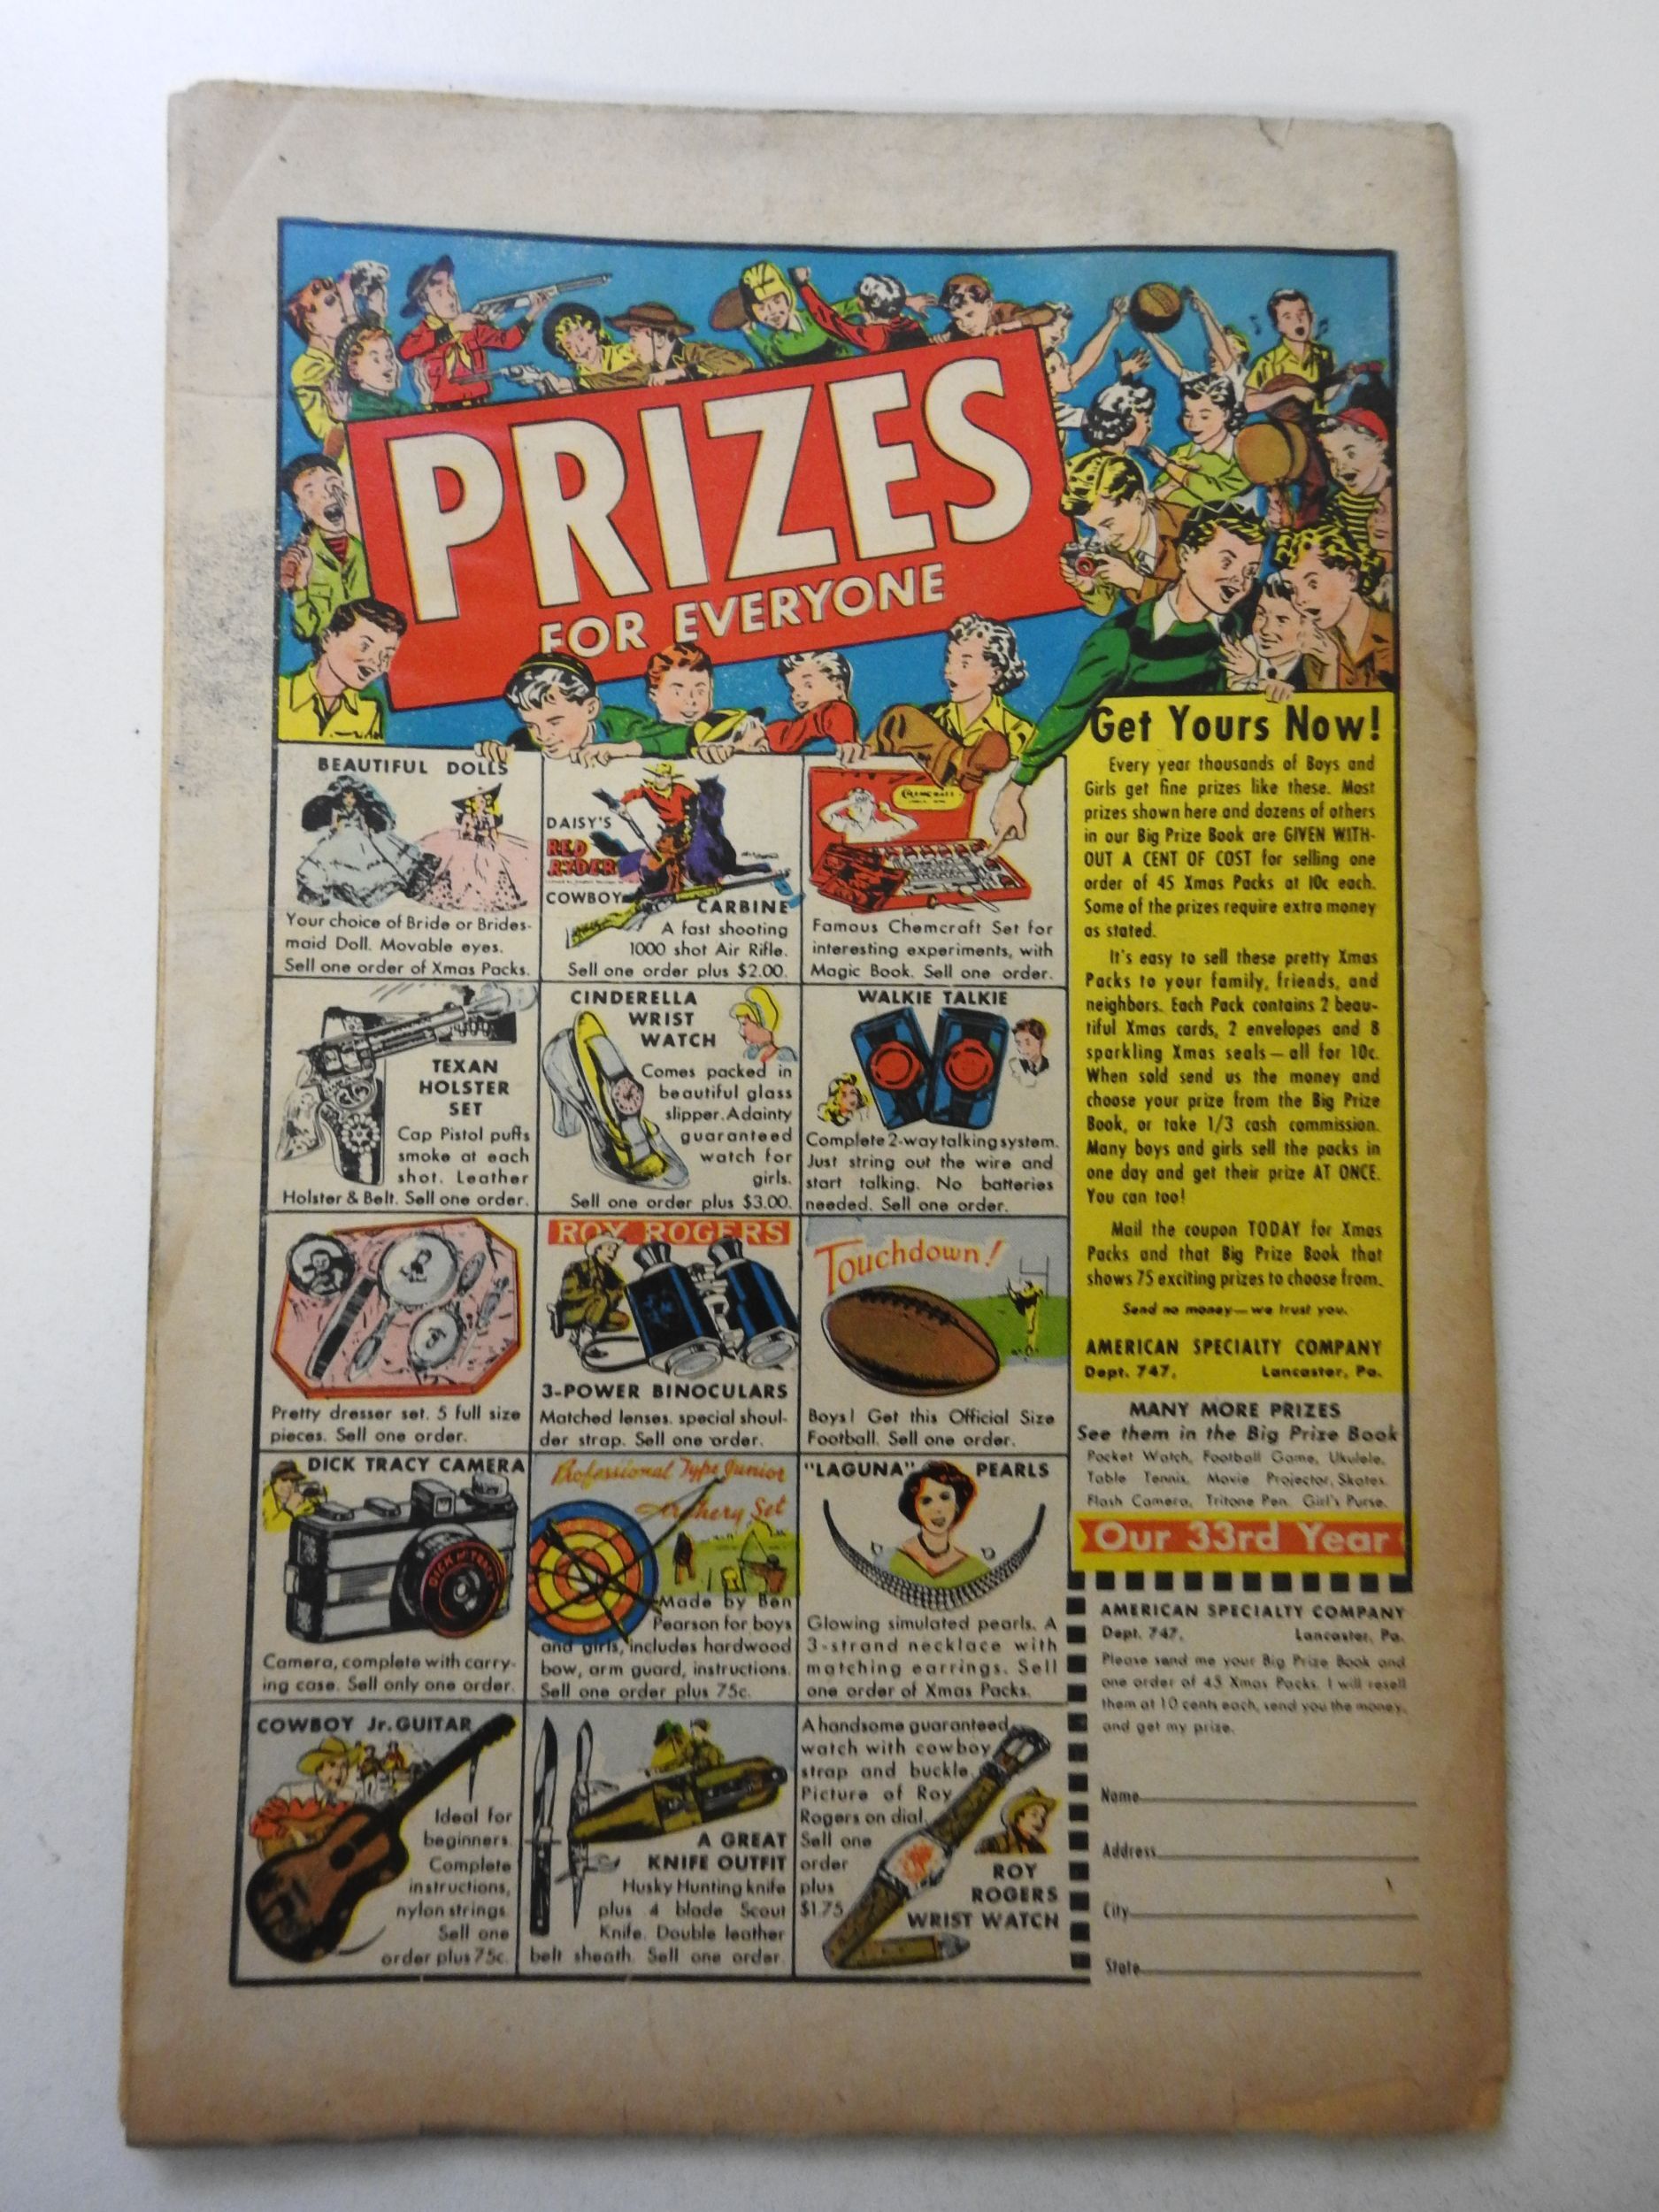 PRIZES
FOR EVERYONE
BEAUTIFUL DOLLS
Your choice of Bride or Brides-
maid Doll. Movable eyes.
Sell one order of Xmas Packs.
DAISY'S
RED
RYDER
COWBOY
CARBINE
A fast shooting
1000 shot Air Rifle.
Sell one order plus $2.00.
CHEMCRAFT
Famous Chemcraft Set for
interesting experiments, with
Magic Book. Sell one order.
TEXAN
HOLSTER
SET
Cap Pistol puffs
smoke at each
shot. Leather
Holster & Belt. Sell one order.
CINDERELLA
WRIST
WATCH
Comes packed in
beautiful glass
slipper. A dainty
guaranteed
watch for
girls.
Sell one order plus $3.00.
WALKIE TALKIE
Complete 2-way talking system.
Just string out the wire and
start talking. No batteries
needed. Sell one order.
Pretty dresser set. 5 full size
pieces. Sell one order.
ROY ROGERS
3-POWER BINOCULARS
Matched lenses. special shoul-
der strap. Sell one order.
Touchdown!
Boys! Get this Official Size
Football. Sell one order.
DICK TRACY CAMERA
DICK TRACY
Camera, complete with carry-
ing case. Sell only one order.
Professional Type Junior
Archery Set
Made by Ben
Pearson for boys
and girls, includes hardwood
bow, arm guard, instructions.
Sell one order plus 75c.
"LAGUNA" PEARLS
Glowing simulated pearls. A
3-strand necklace with
matching earrings. Sell
one order of Xmas Packs.
COWBOY Jr. GUITAR
Ideal for
beginners.
Complete
instructions,
nylon strings.
Sell one
order plus 75c.
A GREAT
KNIFE OUTFIT
Husky Hunting knife
plus 4 blade Scout
Knife. Double leather
belt sheath. Sell one order.
A handsome guaranteed
watch with cowboy
strap and buckle.
Picture of Roy
Rogers on dial.
Sell one
order
plus
$1.75
ROY
ROGERS
WRIST WATCH
Get Yours Now!
Every year thousands of Boys and
Girls get fine prizes like these. Most
prizes shown here and dozens of others
in our Big Prize Book are GIVEN WITH-
OUT A CENT OF COST for selling one
order of 45 Xmas Packs at 10c each.
Some of the prizes require extra money
as stated.
It's easy to sell these pretty Xmas
Packs to your family, friends, and
neighbors. Each Pack contains 2 beau-
tiful Xmas cards, 2 envelopes and 8
sparkling Xmas seals—all for 10c.
When sold send us the money and
choose your prize from the Big Prize
Book, or take 1/3 cash commission.
Many boys and girls sell the packs in
one day and get their prize AT ONCE.
You can too!
Mail the coupon TODAY for Xmas
Packs and that Big Prize Book that
shows 75 exciting prizes to choose from.
Send no money—we trust you.
AMERICAN SPECIALTY COMPANY
Dept. 747, Lancaster, Pa.
MANY MORE PRIZES
See them in the Big Prize Book
Pocket Watch, Football Game, Ukulele,
Table Tennis, Movie Projector, Skates,
Flash Camera, Tritone Pen, Girl's Purse.
Our 33rd Year
AMERICAN SPECIALTY COMPANY
Dept. 747, Lancaster, Pa.
Please send me your Big Prize Book and
one order of 45 Xmas Packs. I will resell
them at 10 cents each, send you the money,
and get my prize.
Name
Address
City
State